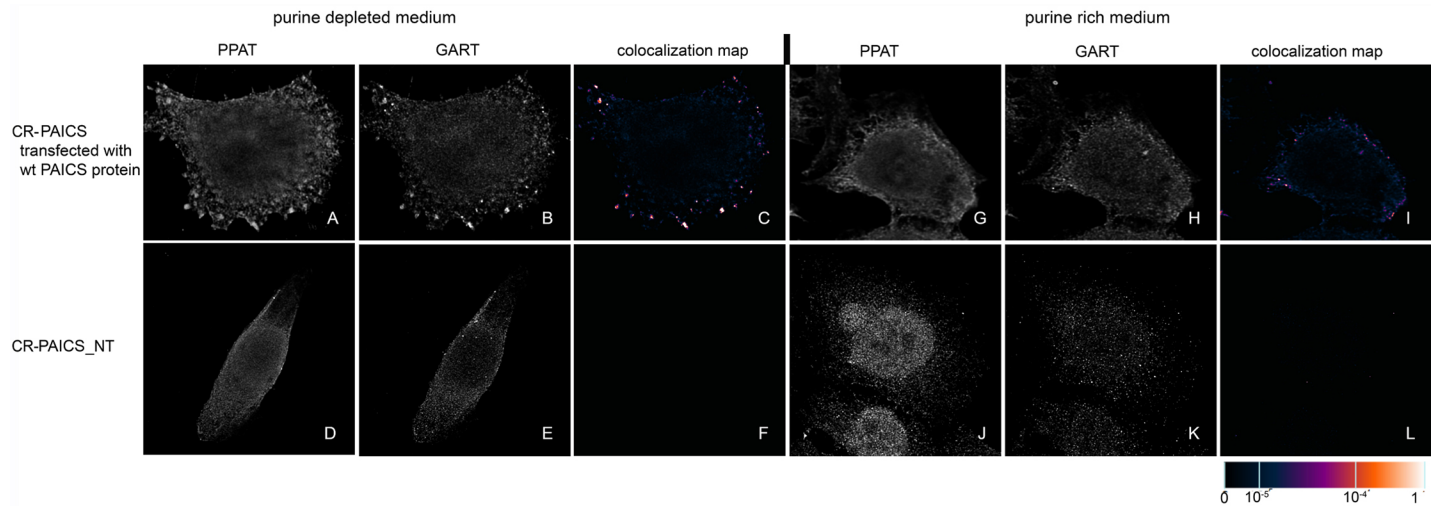 purine depleted medium
purine rich medium
PPAT
GART
colocalization map
PPAT
GART
colocalization map
CR-PAICS
transfected with
wt PAICS protein
A
B
C
G
H
I
CR-PAICS_NT
D
E
F
J
K
L
0 10⁻⁵ 10⁻⁴ 1